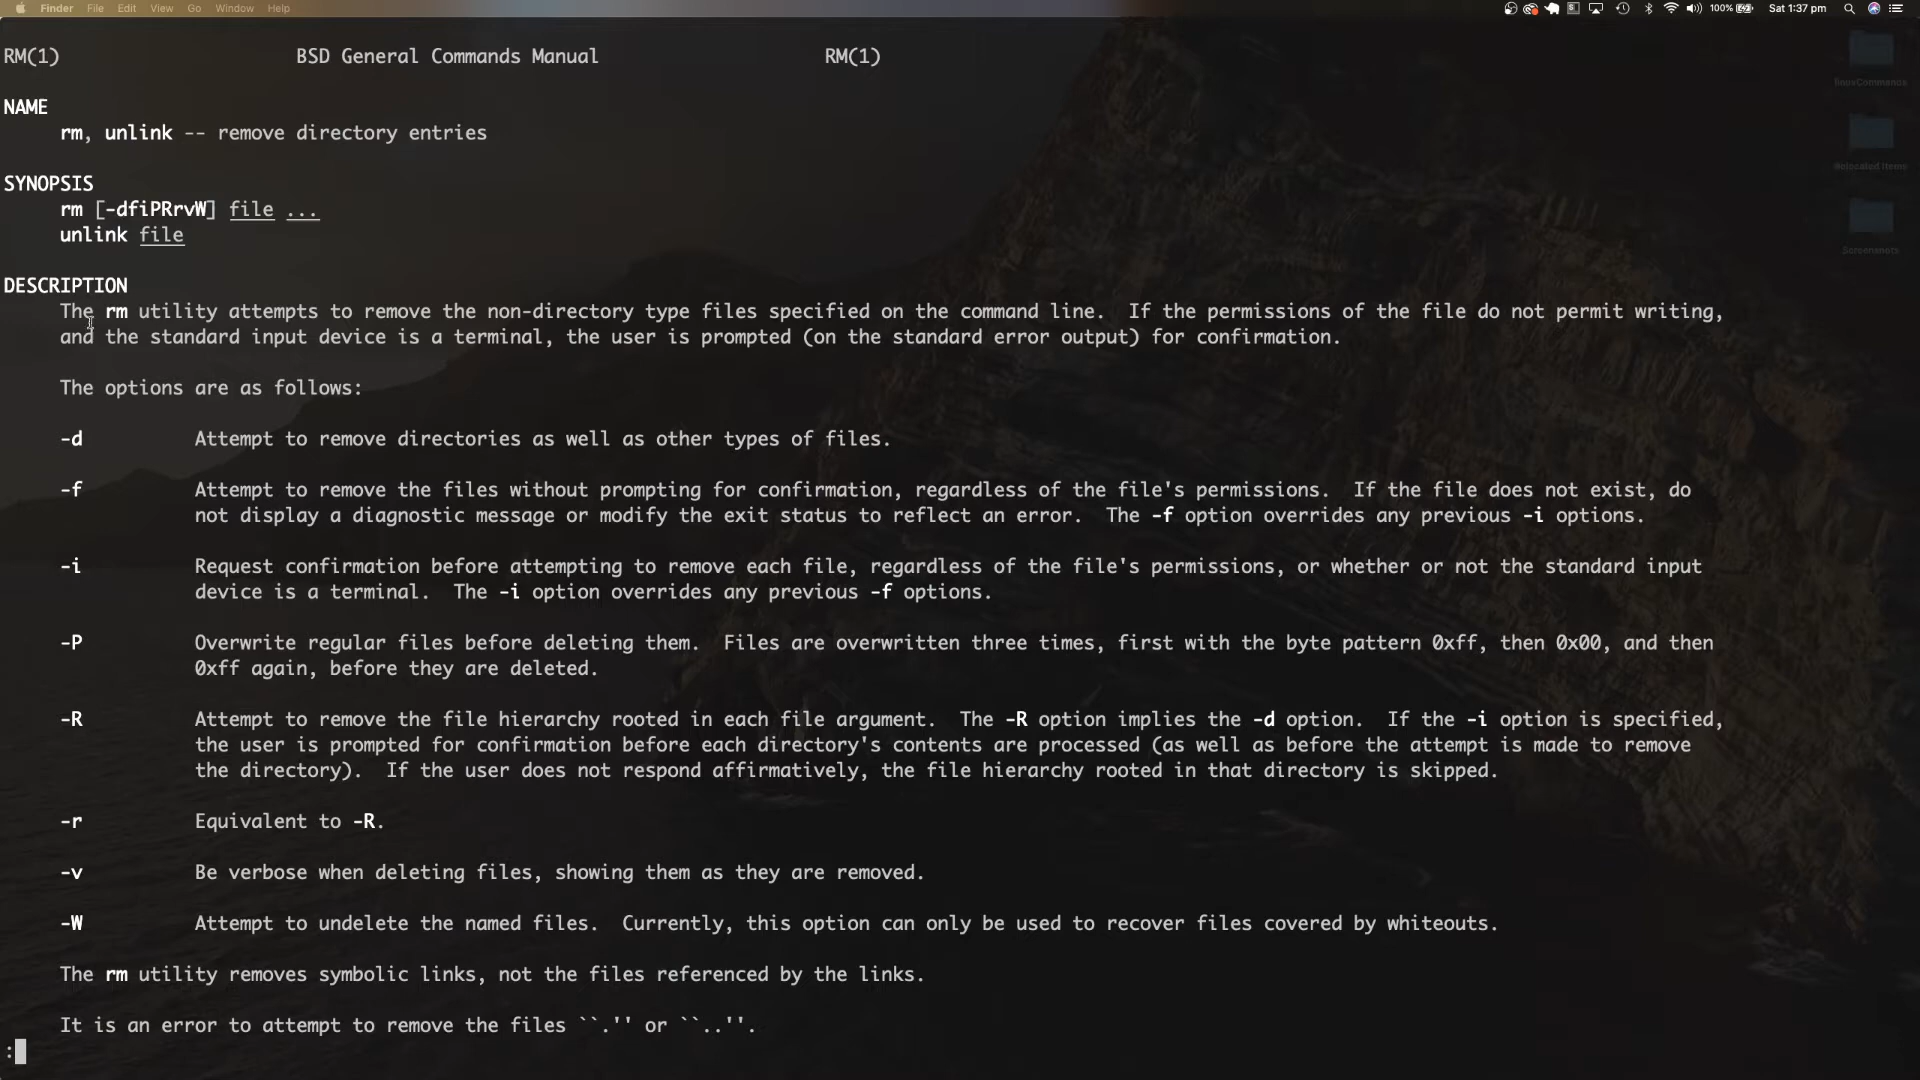 Finder File Edit View Go Window Help 100% Sat 1:37 pm
RM(1) BSD General Commands Manual RM(1)
NAME
rm, unlink -- remove directory entries
SYNOPSIS
rm [-dfiPRrvW] file ...
unlink file
DESCRIPTION
The rm utility attempts to remove the non-directory type files specified on the command line. If the permissions of the file do not permit writing,
and the standard input device is a terminal, the user is prompted (on the standard error output) for confirmation.
The options are as follows:
-d Attempt to remove directories as well as other types of files.
-f Attempt to remove the files without prompting for confirmation, regardless of the file's permissions. If the file does not exist, do
not display a diagnostic message or modify the exit status to reflect an error. The -f option overrides any previous -i options.
-i Request confirmation before attempting to remove each file, regardless of the file's permissions, or whether or not the standard input
device is a terminal. The -i option overrides any previous -f options.
-P Overwrite regular files before deleting them. Files are overwritten three times, first with the byte pattern 0xff, then 0x00, and then
0xff again, before they are deleted.
-R Attempt to remove the file hierarchy rooted in each file argument. The -R option implies the -d option. If the -i option is specified,
the user is prompted for confirmation before each directory's contents are processed (as well as before the attempt is made to remove
the directory). If the user does not respond affirmatively, the file hierarchy rooted in that directory is skipped.
-r Equivalent to -R.
-v Be verbose when deleting files, showing them as they are removed.
-W Attempt to undelete the named files. Currently, this option can only be used to recover files covered by whiteouts.
The rm utility removes symbolic links, not the files referenced by the links.
It is an error to attempt to remove the files ``.'' or ``..''.
:
linuxCommands
Relocated Items
Screenshots